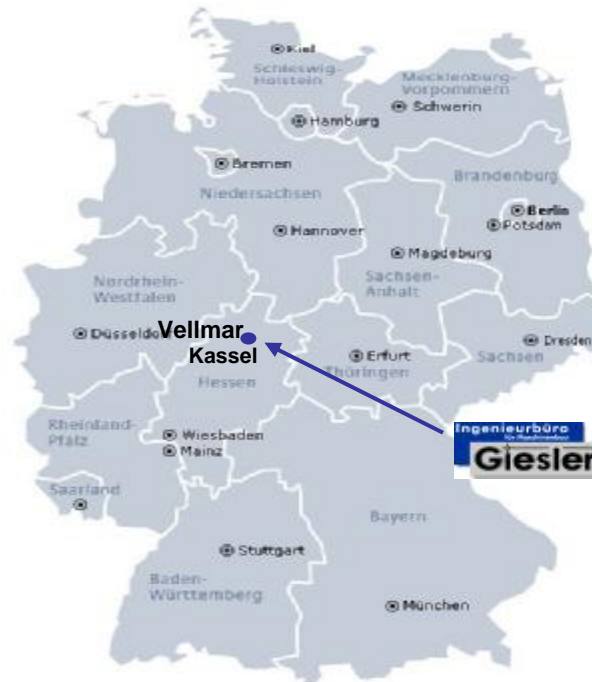 Kiel
Schleswig-
Holstein
Mecklenburg-
Vorpommern
Schwerin
Hamburg
Bremen
Niedersachsen
Brandenburg
Berlin
Potsdam
Hannover
Magdeburg
Sachsen-
Anhalt
Nordrhein-
Westfalen
Düsseldo
Vellmar
Kassel
Hessen
Erfurt
Thüringen
Dresden
Sachsen
Rheinland-
Pfalz
Wiesbaden
Mainz
Ingenieurbüro
für Maschinenbau
Giesler
Saarland
Bayern
Stuttgart
Baden-
Württemberg
München